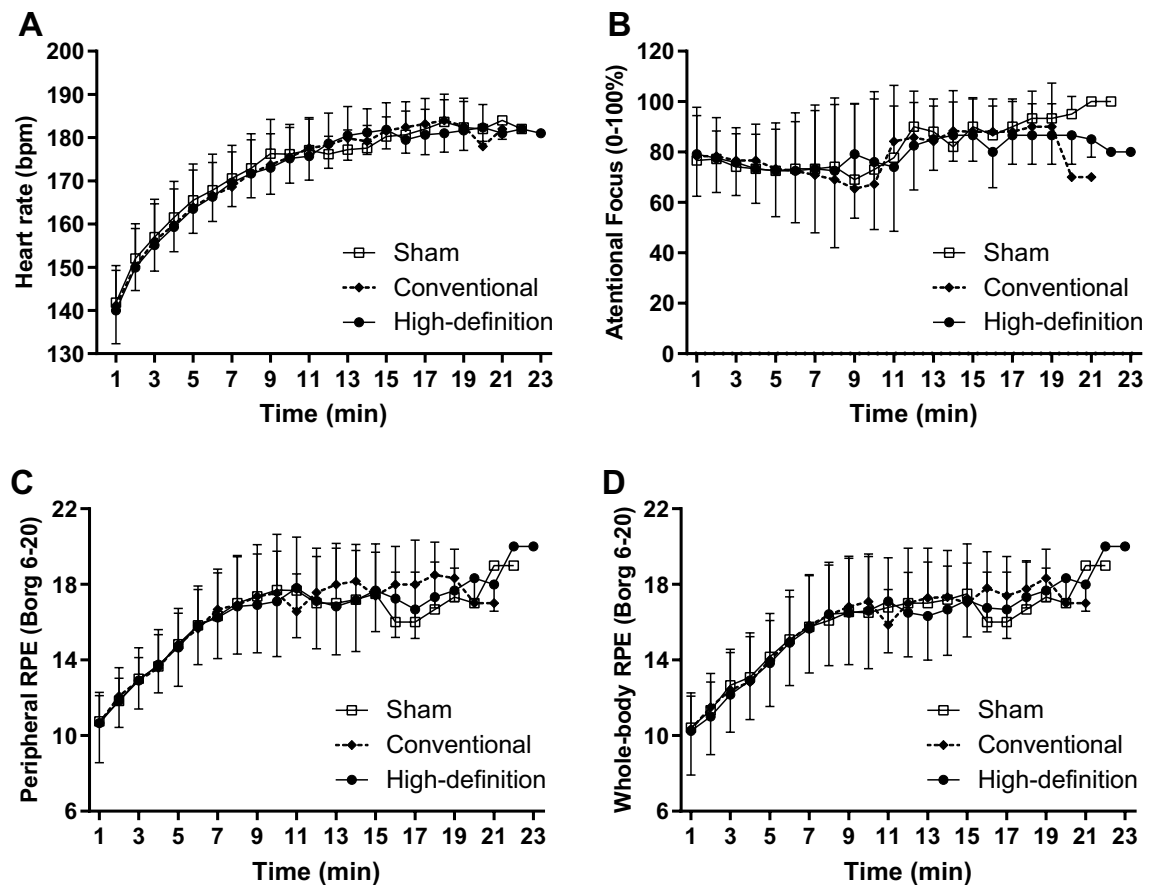 A
Heart rate (bpm)
200
190
180
170
160
150
140
130
Sham
Conventional
High-definition
1 3 5 7 9 11 13 15 17 19 21 23
Time (min)
B
Atentional Focus (0-100%)
120
100
80
60
40
20
0
Sham
Conventional
High-definition
1 3 5 7 9 11 13 15 17 19 21 23
Time (min)
C
Peripheral RPE (Borg 6-20)
22
18
14
10
6
Sham
Conventional
High-definition
1 3 5 7 9 11 13 15 17 19 21 23
Time (min)
D
Whole-body RPE (Borg 6-20)
22
18
14
10
6
Sham
Conventional
High-definition
1 3 5 7 9 11 13 15 17 19 21 23
Time (min)